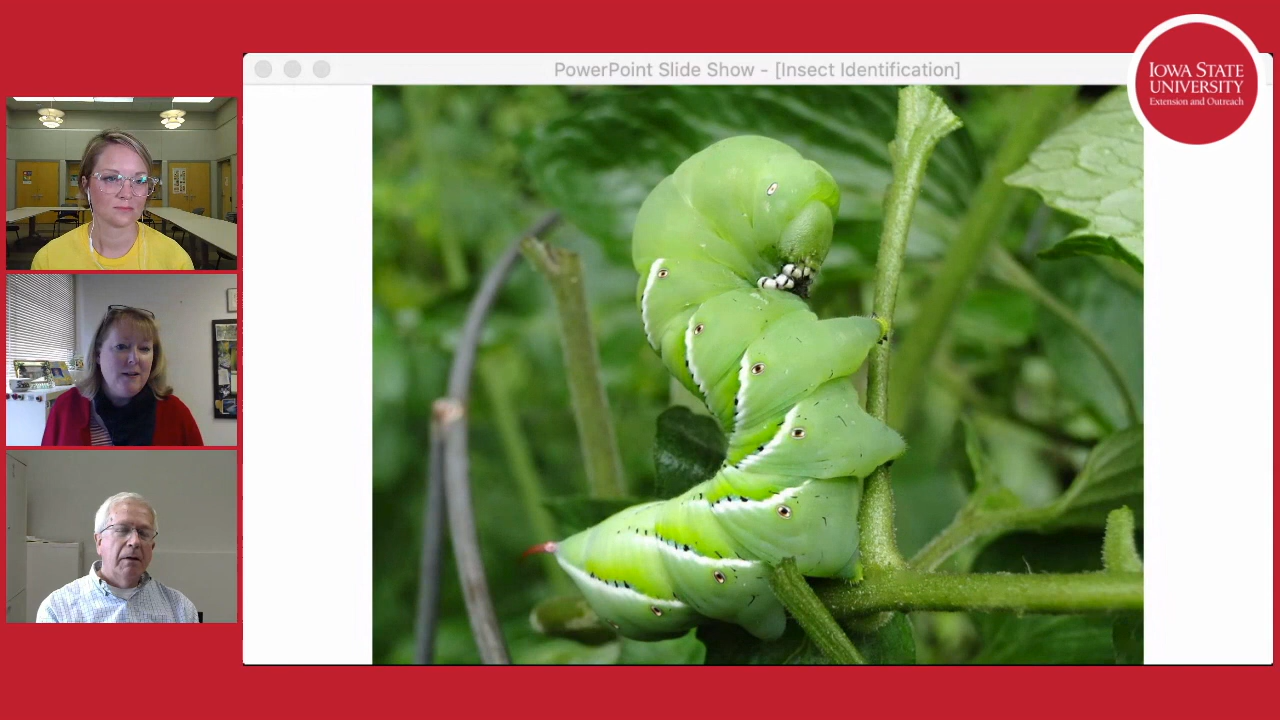 PowerPoint Slide Show - [Insect Identification]
IOWA STATE
UNIVERSITY
Extension and Outreach